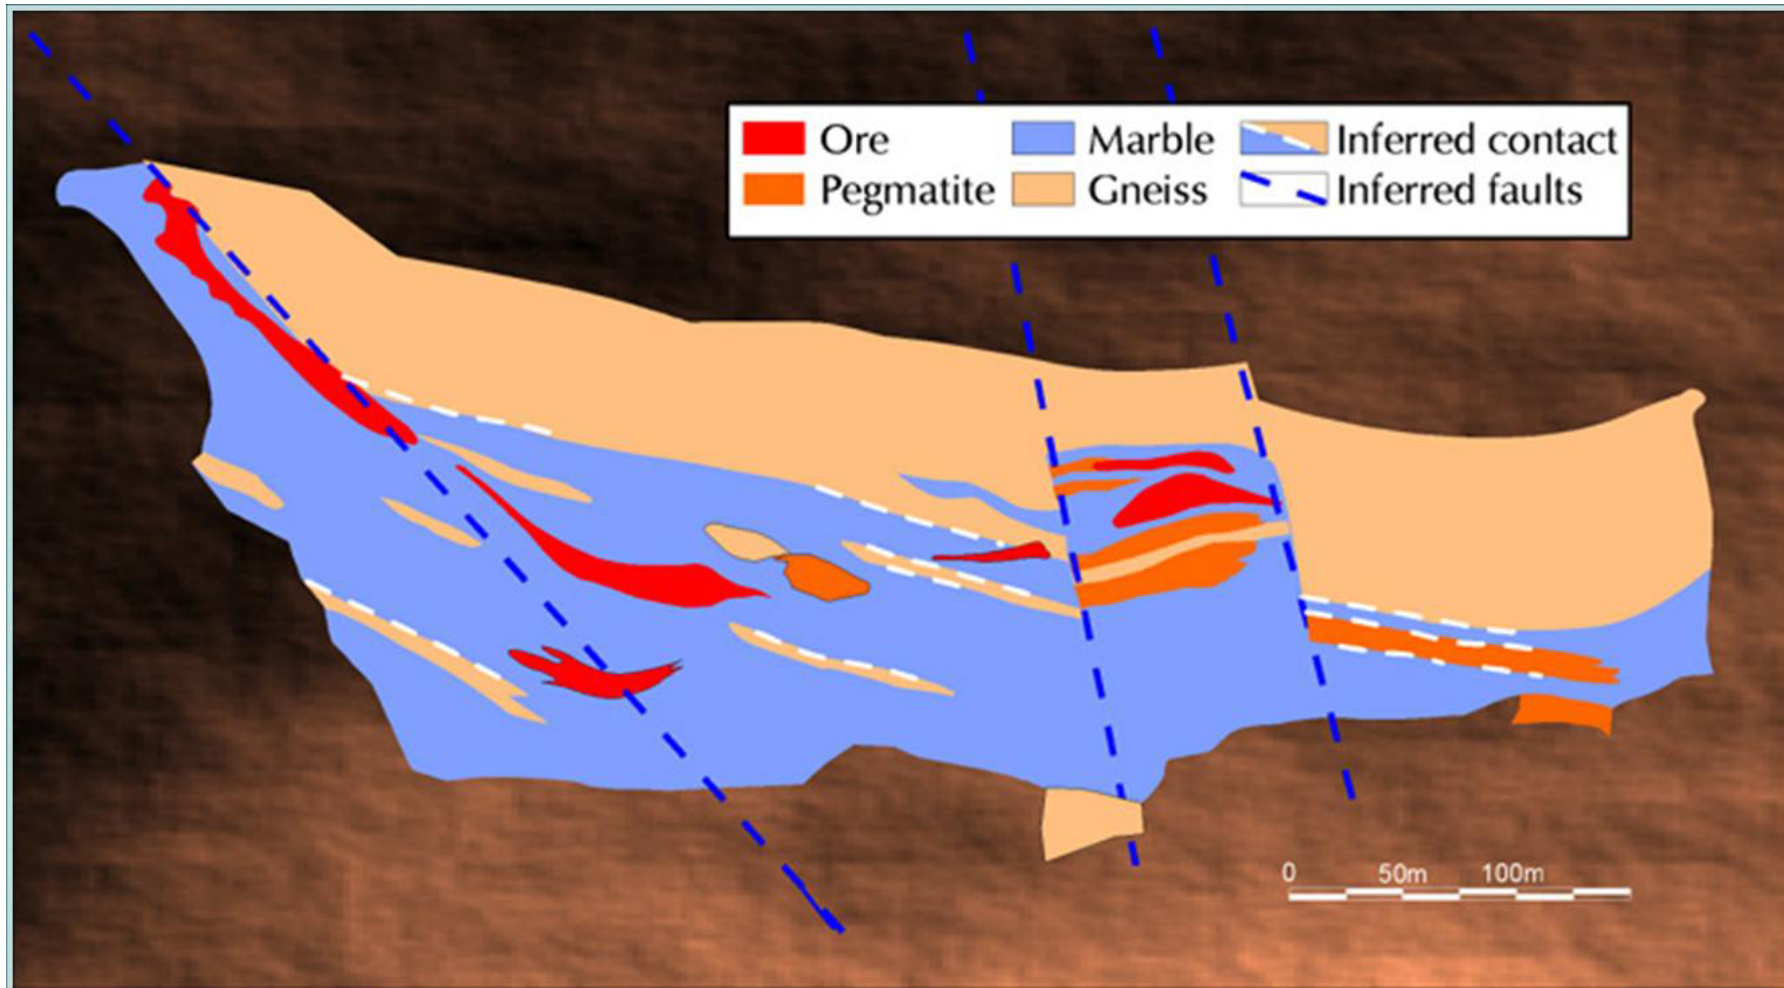 Ore Marble Inferred contact
Pegmatite Gneiss Inferred faults
0 50m 100m